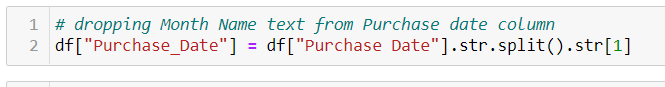 1 # dropping Month Name text from Purchase date column
2 df["Purchase_Date"] = df["Purchase Date"].str.split().str[1]